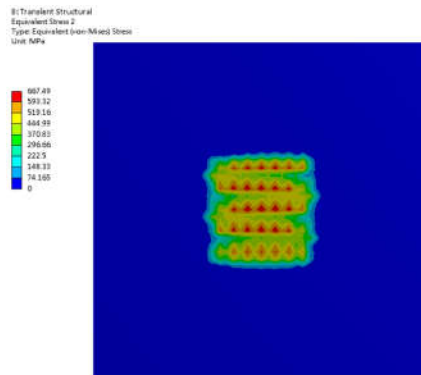 B: Transient Structural
Equivalent Stress 2
Type: Equivalent (von-Mises) Stress
Unit: MPa
667.49
593.32
519.16
444.99
370.83
296.66
222.5
148.33
74.165
0